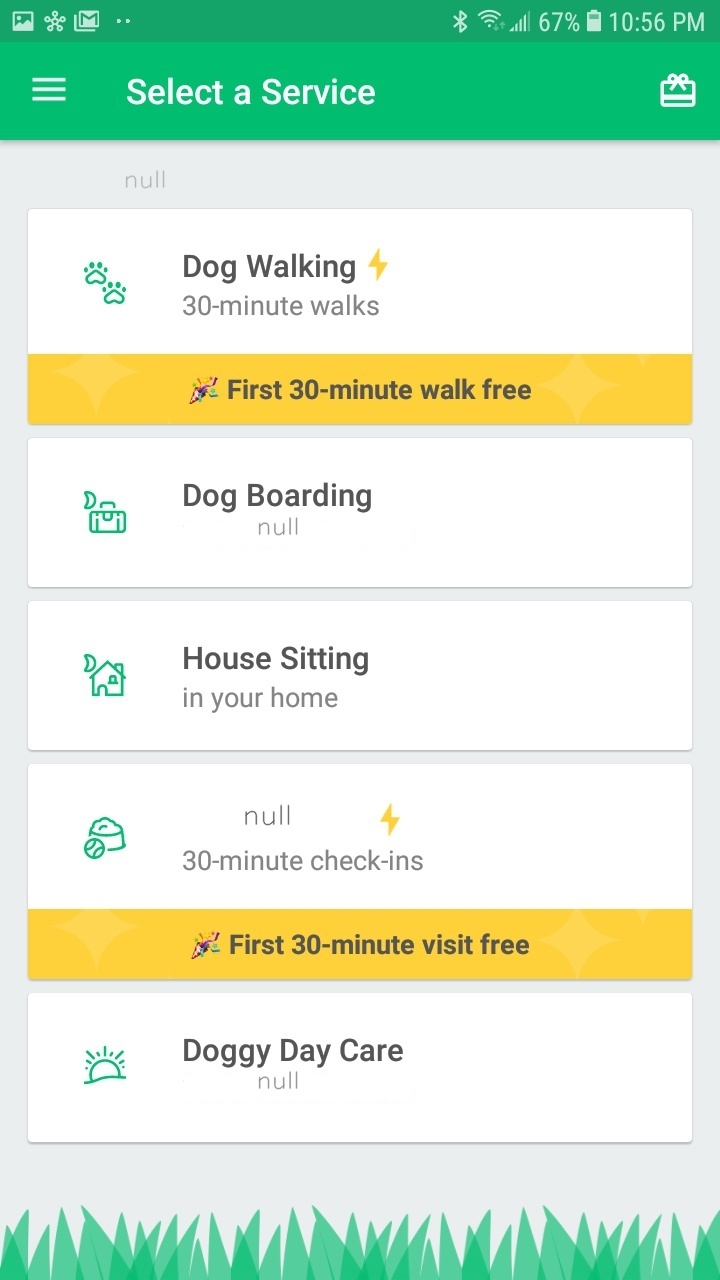 67% 10:56 PM
Select a Service
null
Dog Walking
30-minute walks
First 30-minute walk free
Dog Boarding
null
House Sitting
in your home
null
30-minute check-ins
First 30-minute visit free
Doggy Day Care
null